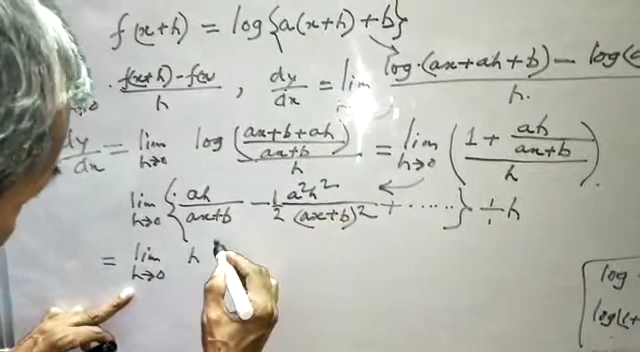 f(x+h) = log{a(x+h)+b}
f(x+h)-f(x / h , dy/dx = lim log·(ax+ah+b) - log(a / h.
dy/dx = lim h→0 log((ax+b+ah)/(ax+b)) / h = lim h→0 (1 + ah/(ax+b) / h).
lim h→0 {ah/(ax+b) - 1/2 a²h²/(ax+b)² + ......} ÷ h
= lim h→0 h
log
log(1+